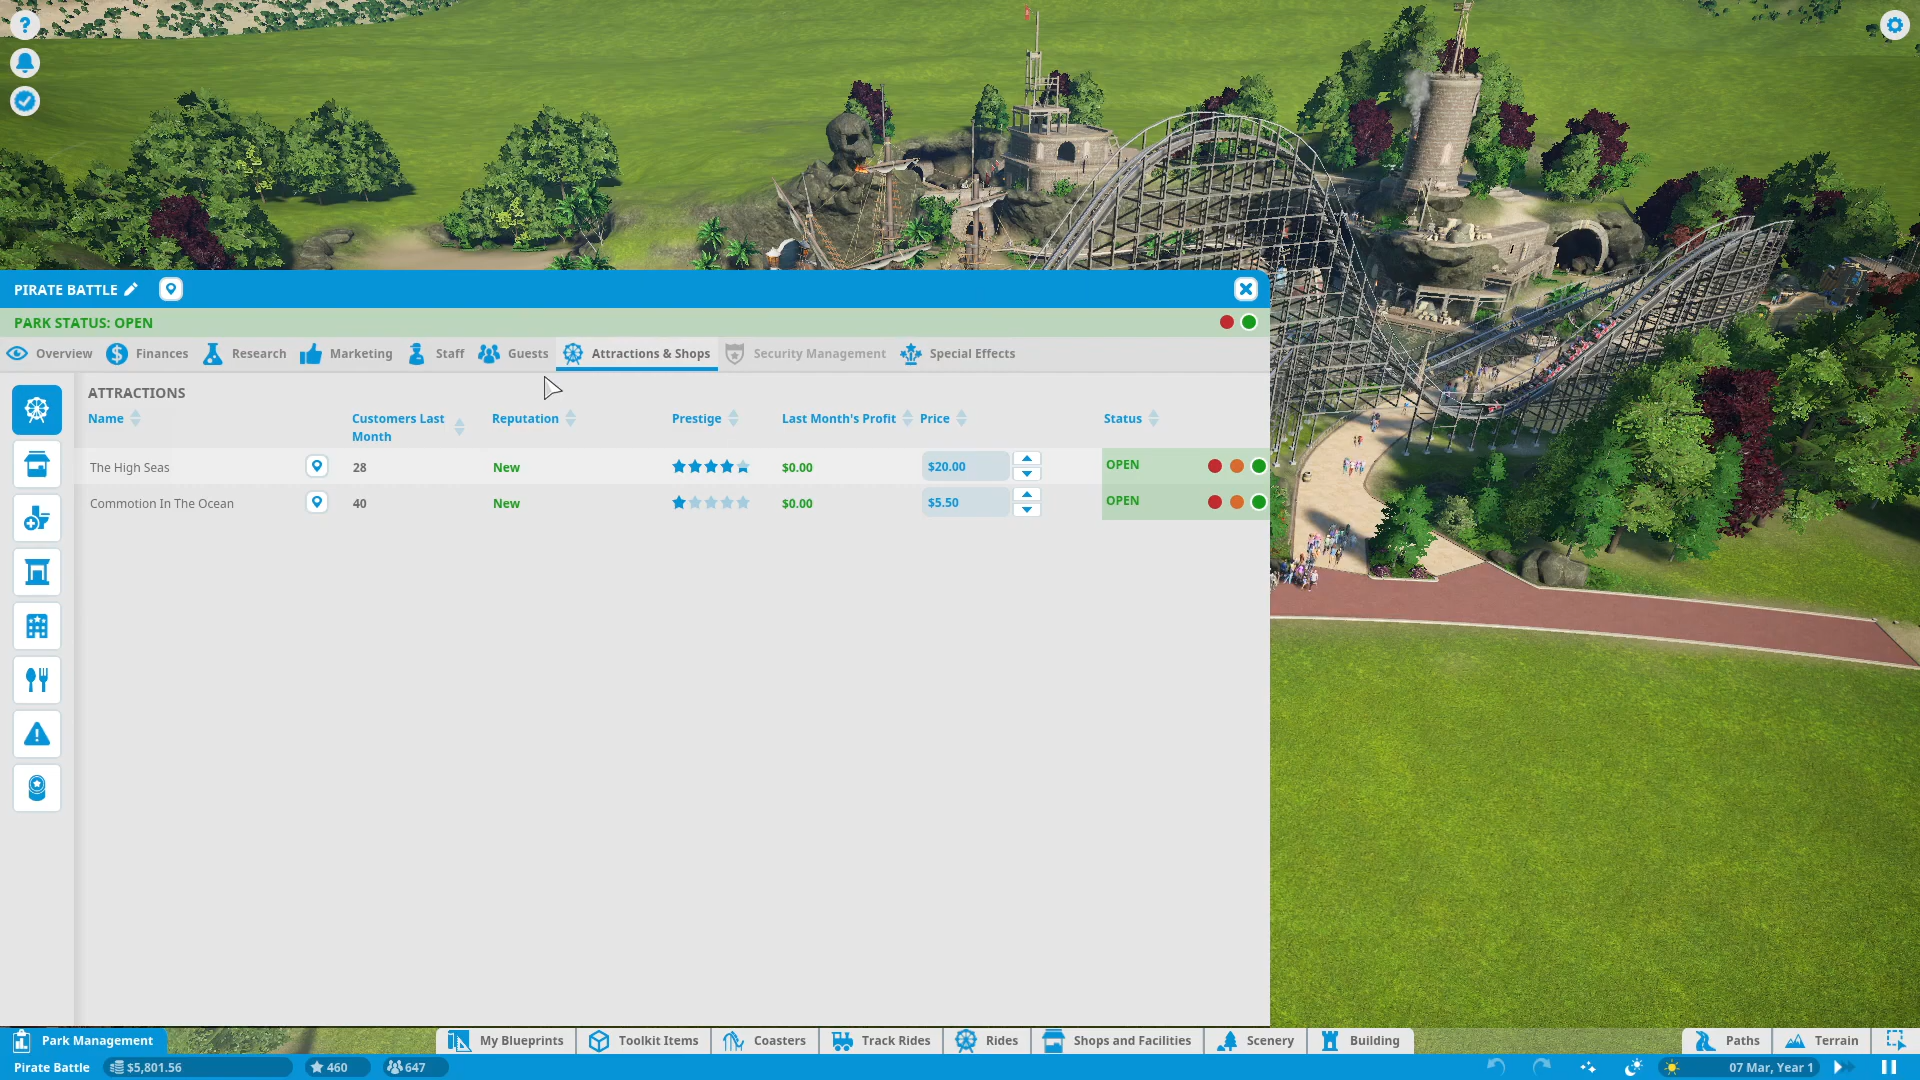 ?
PIRATE BATTLE
PARK STATUS: OPEN
Overview Finances Research Marketing Staff Guests Attractions & Shops Security Management Special Effects
ATTRACTIONS
Name Customers Last Month Reputation Prestige Last Month's Profit Price Status
The High Seas 28 New $0.00 $20.00 OPEN
Commotion In The Ocean 40 New $0.00 $5.50 OPEN
Park Management My Blueprints Toolkit Items Coasters Track Rides Rides Shops and Facilities Scenery Building Paths Terrain
Pirate Battle $5,801.56 460 647 07 Mar, Year 1